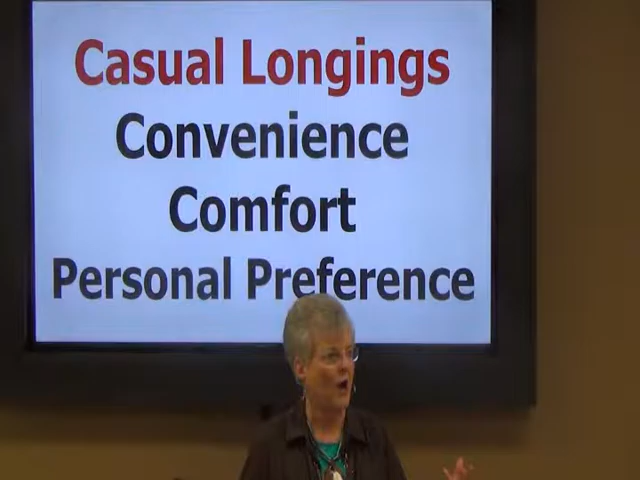 Casual Longings
Convenience
Comfort
Personal Preference